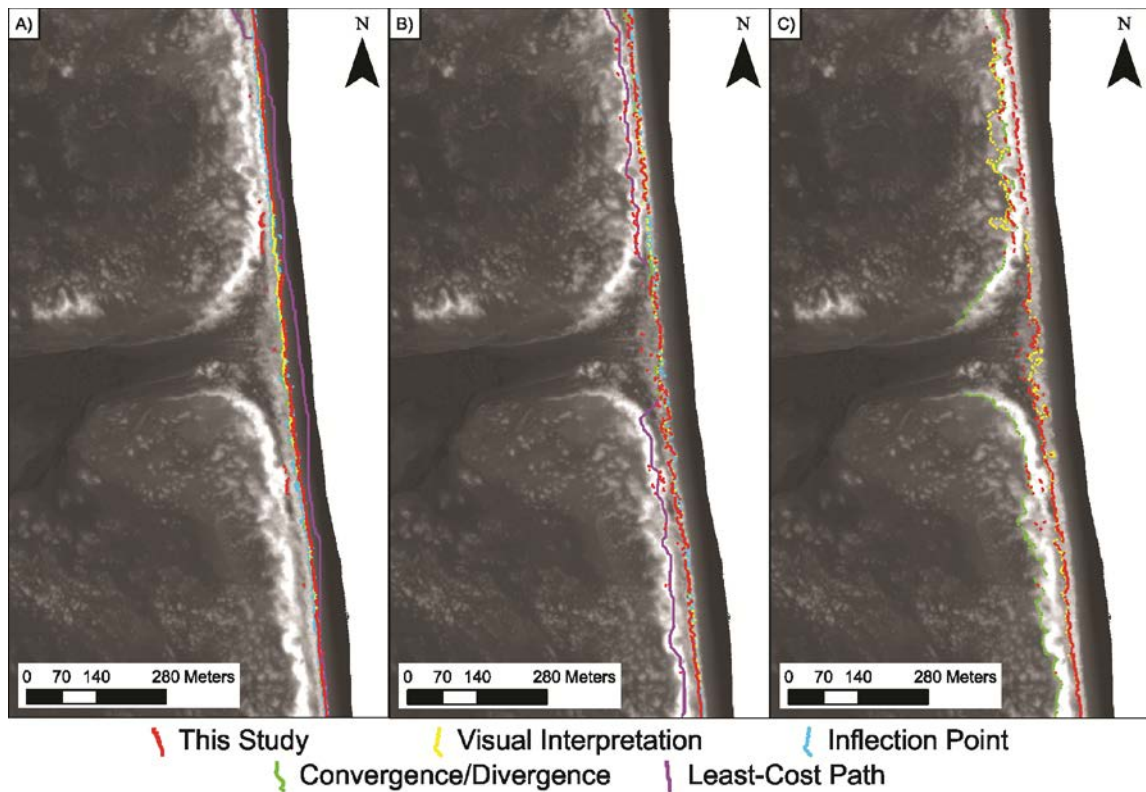 A)
N
0 70 140 280 Meters
B)
N
0 70 140 280 Meters
C)
N
0 70 140 280 Meters
This Study
Visual Interpretation
Inflection Point
Convergence/Divergence
Least-Cost Path